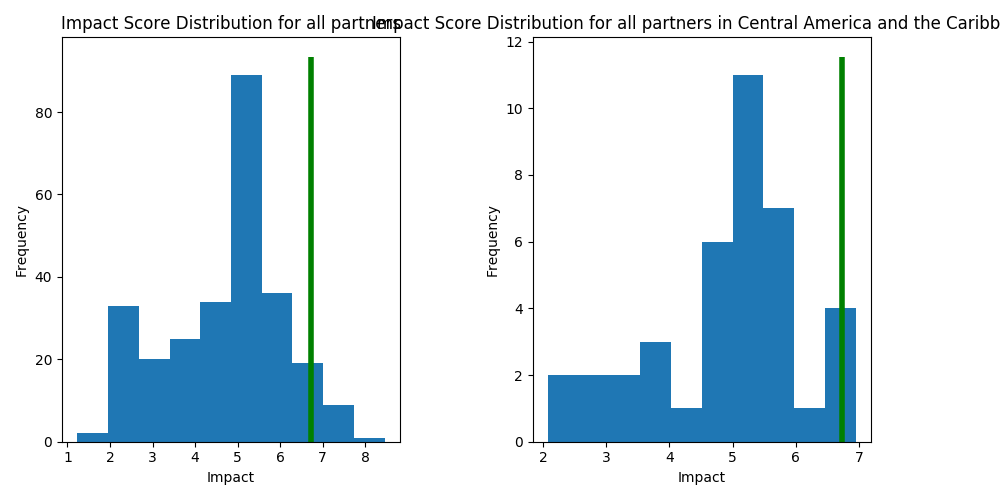 Impact Score Distribution for all partners
Impact Score Distribution for all partners in Central America and the Caribb
Frequency
80
60
40
20
0
1 2 3 4 5 6 7 8
Impact
Frequency
12
10
8
6
4
2
0
2 3 4 5 6 7
Impact